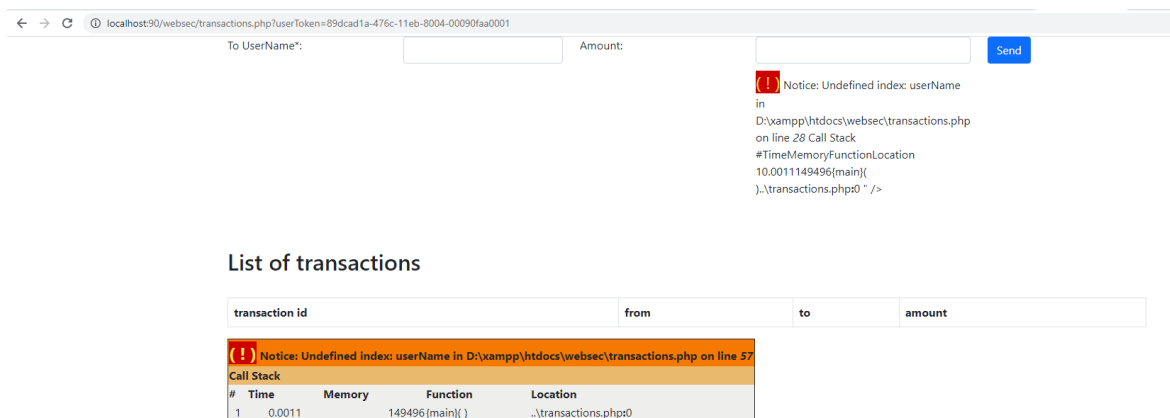 localhost:90/websec/transactions.php?userToken=89dcad1a-476c-11eb-8004-00090faa0001
To UserName*: Amount: Send
( ! ) Notice: Undefined index: userName
in
D:\xampp\htdocs\websec\transactions.php
on line 28 Call Stack
#TimeMemoryFunctionLocation
10.0011149496{main}(
)..\transactions.php:0 " />
List of transactions
transaction id from to amount
( ! ) Notice: Undefined index: userName in D:\xampp\htdocs\websec\transactions.php on line 57
Call Stack
# Time Memory Function Location
1 0.0011 149496 {main}( ) ..\transactions.php:0